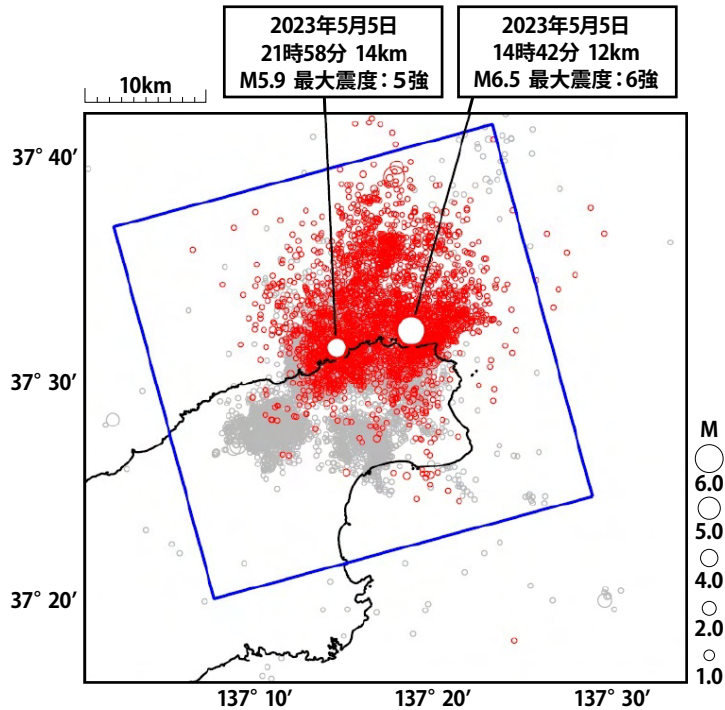 2023年5月5日
21時58分 14km
M5.9 最大震度：5強
2023年5月5日
14時42分 12km
M6.5 最大震度：6強
10km
37° 40′
37° 30′
37° 20′
137° 10′
137° 20′
137° 30′
M
6.0
5.0
4.0
2.0
1.0